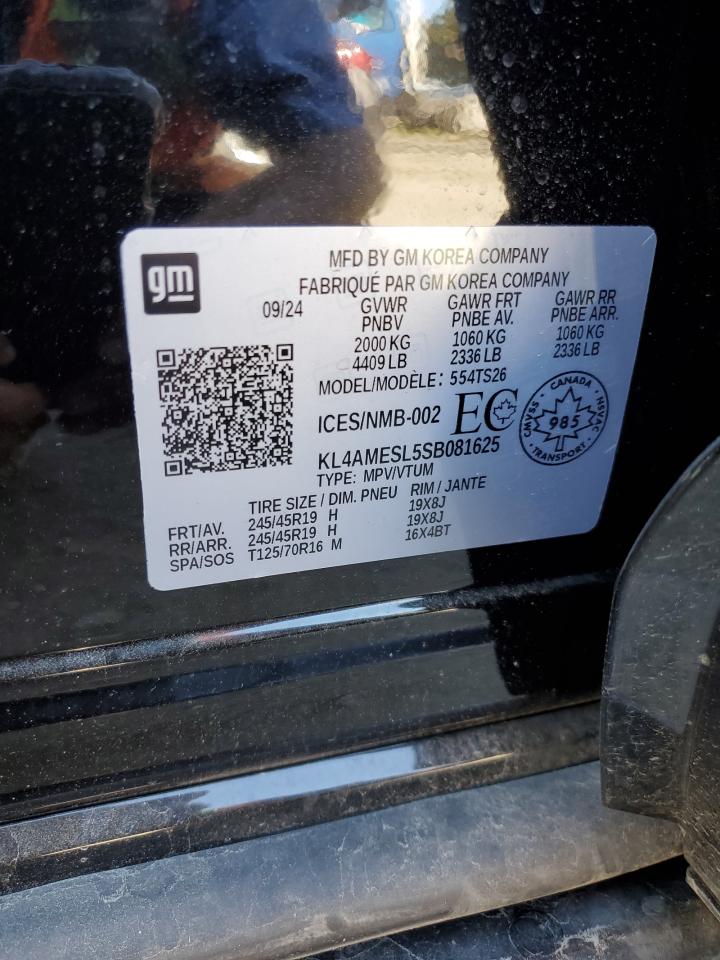 gm
MFD BY GM KOREA COMPANY
FABRIQUÉ PAR GM KOREA COMPANY
09/24 GVWR GAWR FRT GAWR RR
PNBV PNBE AV. PNBE ARR.
2000 KG 1060 KG 1060 KG
4409 LB 2336 LB 2336 LB
MODEL/MODÈLE: 554TS26
ICES/NMB-002 EC
CANADA
CMVSS 985 NSVAC
TRANSPORT
KL4AMESL5SB081625
TYPE: MPV/VTUM
TIRE SIZE / DIM. PNEU RIM / JANTE
FRT/AV. 245/45R19 H 19X8J
RR/ARR. 245/45R19 H 19X8J
SPA/SOS T125/70R16 M 16X4BT